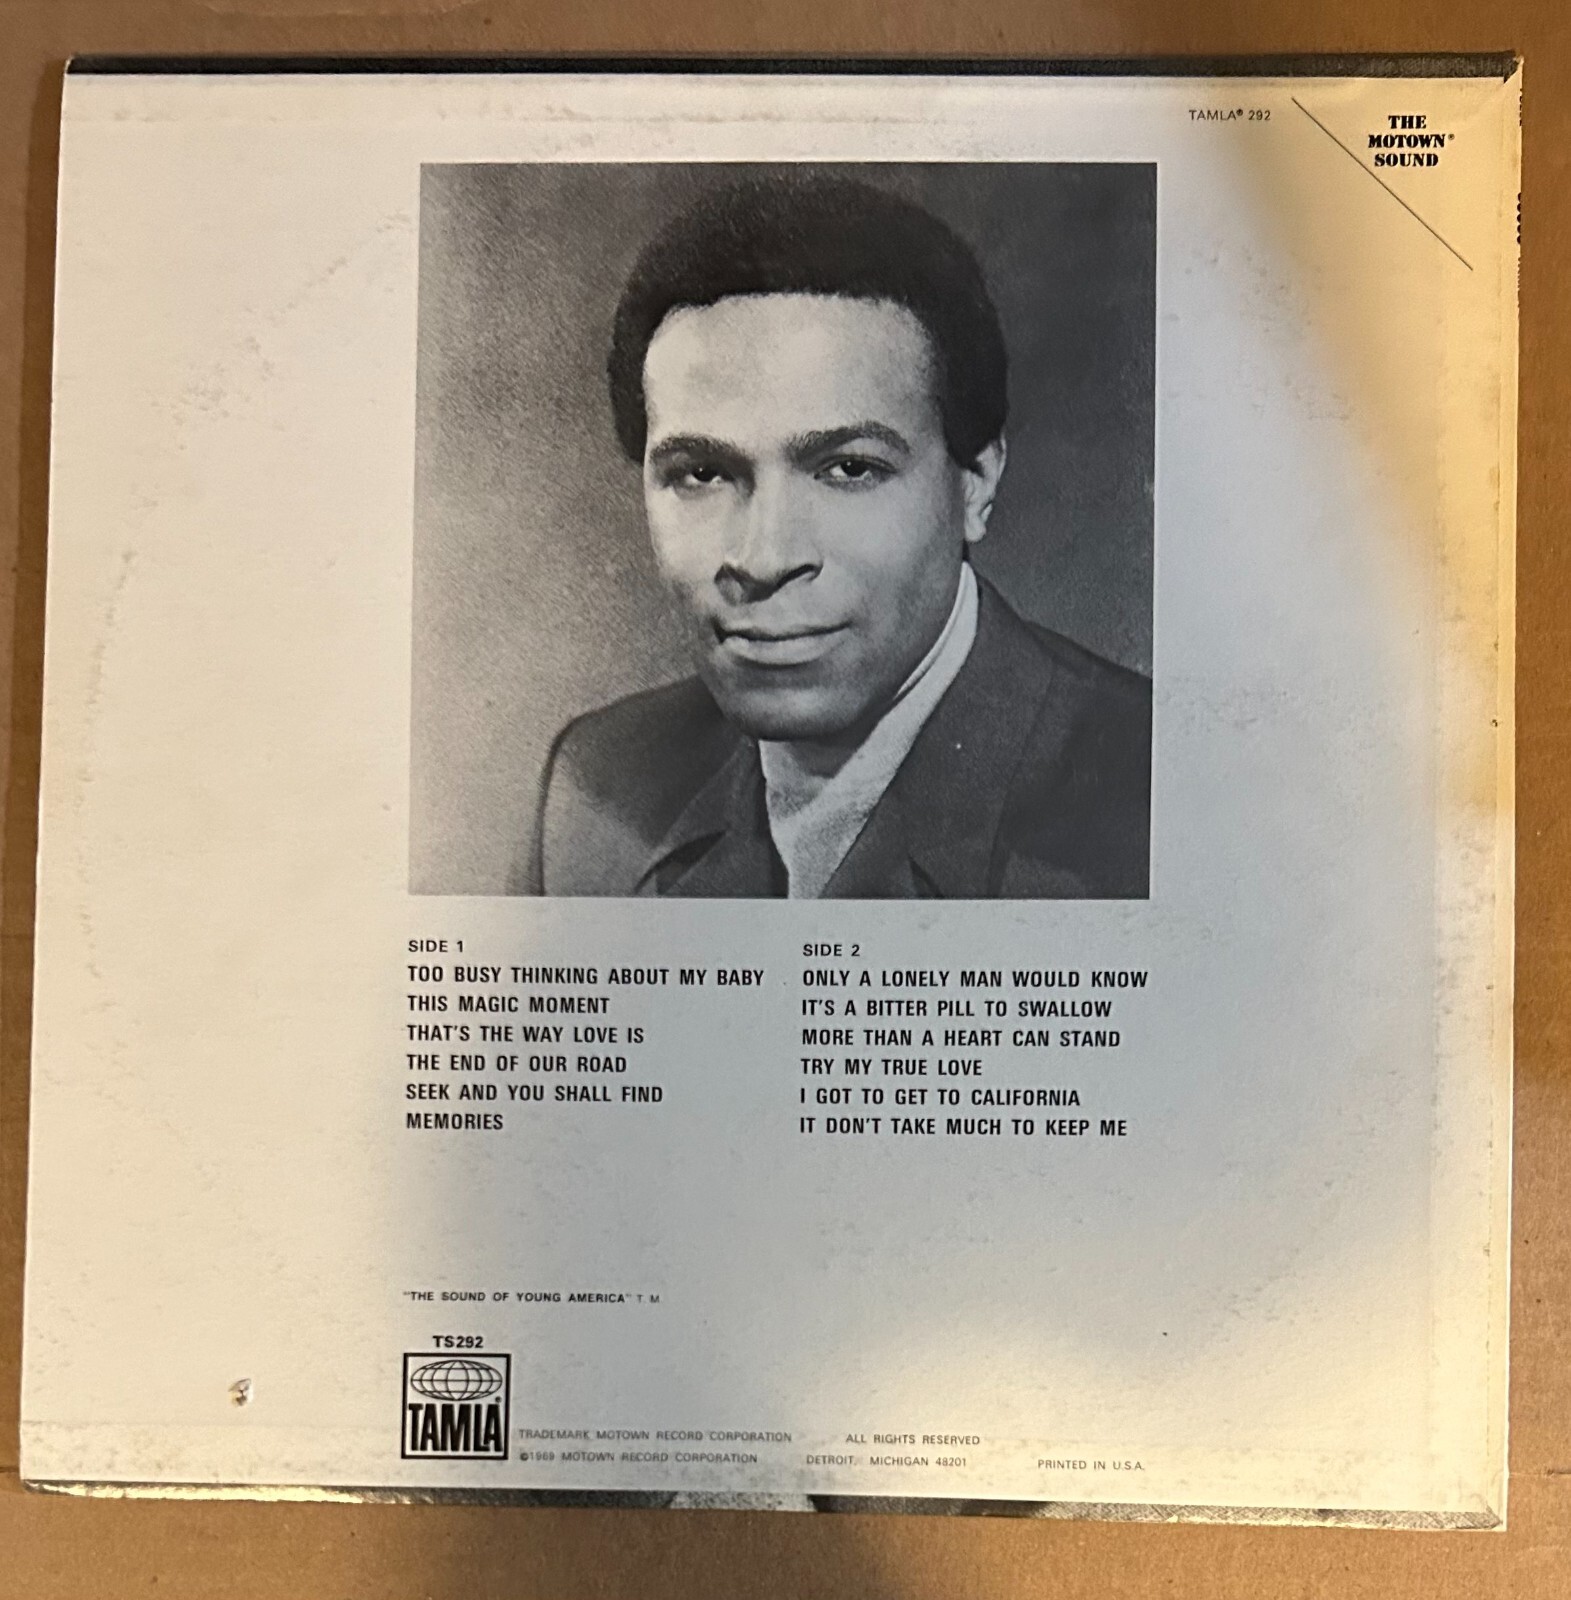 TAMLA® 292
THE
MOTOWN®
SOUND
SIDE 1
TOO BUSY THINKING ABOUT MY BABY
THIS MAGIC MOMENT
THAT'S THE WAY LOVE IS
THE END OF OUR ROAD
SEEK AND YOU SHALL FIND
MEMORIES
SIDE 2
ONLY A LONELY MAN WOULD KNOW
IT'S A BITTER PILL TO SWALLOW
MORE THAN A HEART CAN STAND
TRY MY TRUE LOVE
I GOT TO GET TO CALIFORNIA
IT DON'T TAKE MUCH TO KEEP ME
"THE SOUND OF YOUNG AMERICA" T. M.
TS292
TAMLA®
TRADEMARK MOTOWN RECORD CORPORATION ALL RIGHTS RESERVED
©1969 MOTOWN RECORD CORPORATION DETROIT, MICHIGAN 48201 PRINTED IN U.S.A.